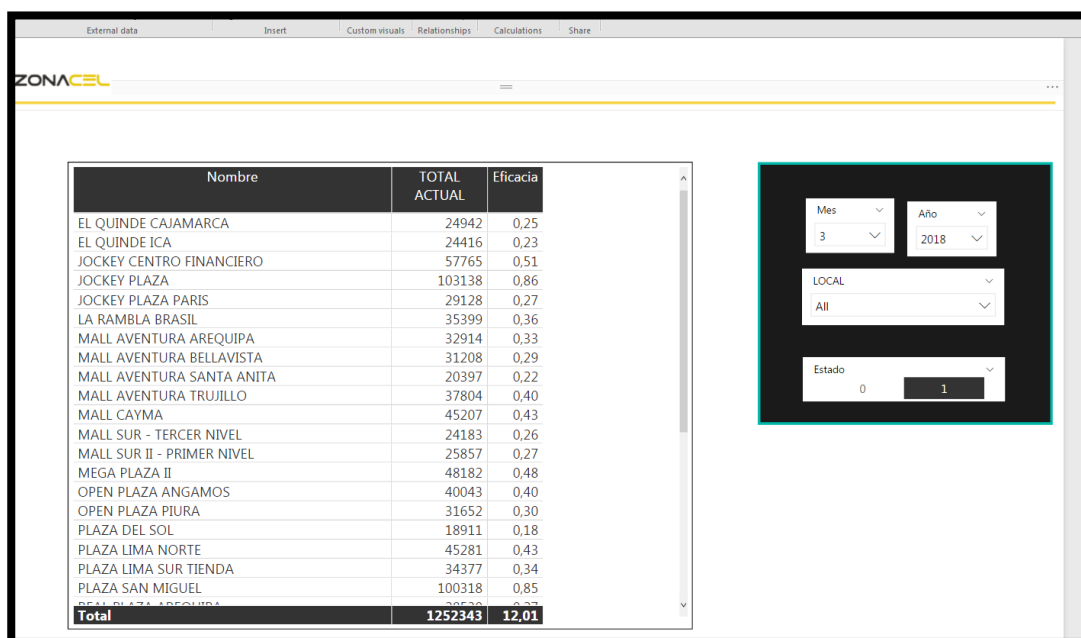 External data Insert Custom visuals Relationships Calculations Share
ZONACEL
Nombre TOTAL ACTUAL Eficacia
EL QUINDE CAJAMARCA 24942 0,25
EL QUINDE ICA 24416 0,23
JOCKEY CENTRO FINANCIERO 57765 0,51
JOCKEY PLAZA 103138 0,86
JOCKEY PLAZA PARIS 29128 0,27
LA RAMBLA BRASIL 35399 0,36
MALL AVENTURA AREQUIPA 32914 0,33
MALL AVENTURA BELLAVISTA 31208 0,29
MALL AVENTURA SANTA ANITA 20397 0,22
MALL AVENTURA TRUJILLO 37804 0,40
MALL CAYMA 45207 0,43
MALL SUR - TERCER NIVEL 24183 0,26
MALL SUR II - PRIMER NIVEL 25857 0,27
MEGA PLAZA II 48182 0,48
OPEN PLAZA ANGAMOS 40043 0,40
OPEN PLAZA PIURA 31652 0,30
PLAZA DEL SOL 18911 0,18
PLAZA LIMA NORTE 45281 0,43
PLAZA LIMA SUR TIENDA 34377 0,34
PLAZA SAN MIGUEL 100318 0,85
REAL PLAZA AREQUIPA
Total 1252343 12,01
Mes Año
3 2018
LOCAL
All
Estado
0 1